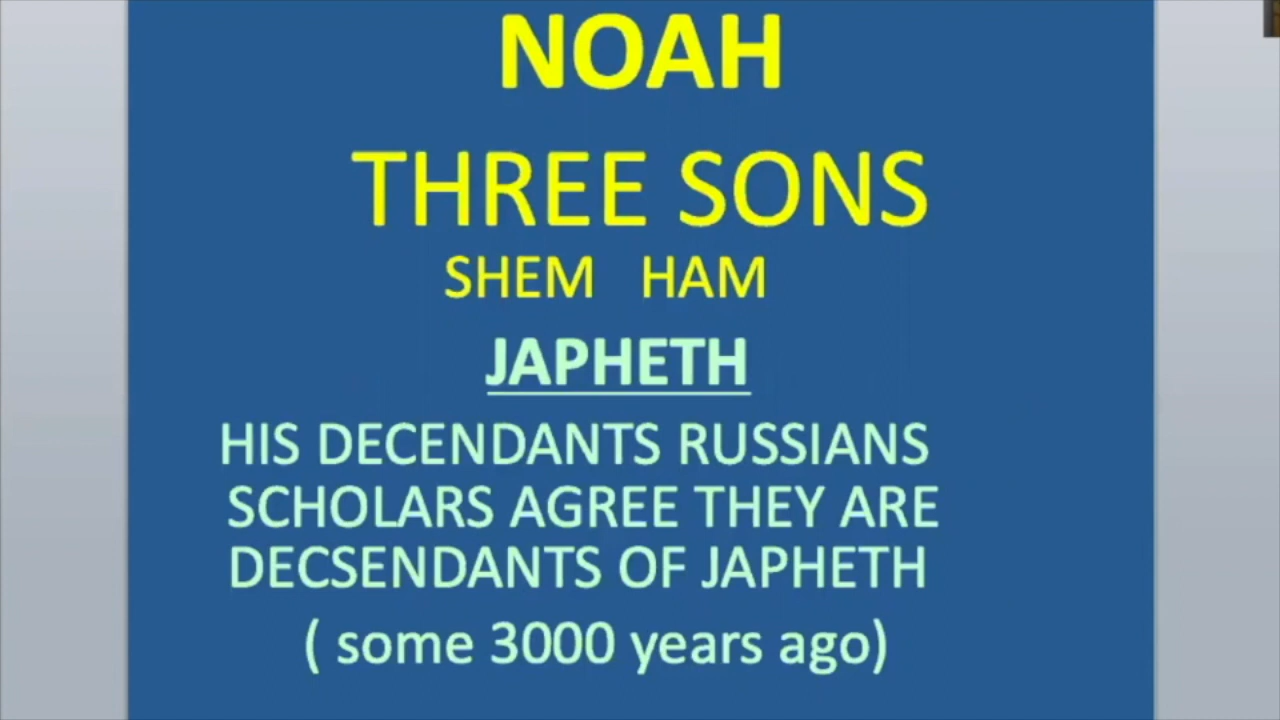 NOAH
THREE SONS
SHEM HAM
JAPHETH
HIS DECENDANTS RUSSIANS
SCHOLARS AGREE THEY ARE
DECSENDANTS OF JAPHETH
( some 3000 years ago)